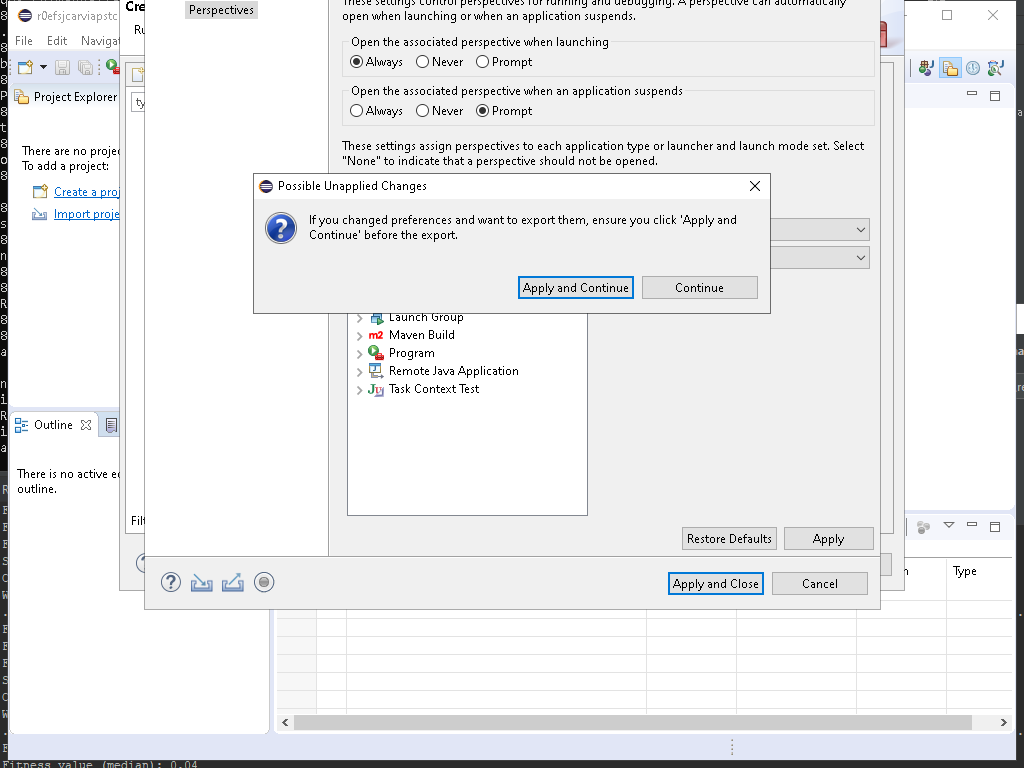 r0efsjcarviapstc
File Edit Navigat
Project Explorer
There are no projec
To add a project:
Create a proj
Import proje
Outline
There is no active ed
outline.
Cre
Ru
ty
Filt
Perspectives
These settings control perspectives for running and debugging. A perspective can automatically
open when launching or when an application suspends.
Open the associated perspective when launching
Always Never Prompt
Open the associated perspective when an application suspends
Always Never Prompt
These settings assign perspectives to each application type or launcher and launch mode set. Select
"None" to indicate that a perspective should not be opened.
Possible Unapplied Changes
If you changed preferences and want to export them, ensure you click 'Apply and
Continue' before the export.
Apply and Continue Continue
Launch Group
m2 Maven Build
Program
Remote Java Application
Task Context Test
Restore Defaults Apply
Apply and Close Cancel
n Type
Fitness value (median): 0.04